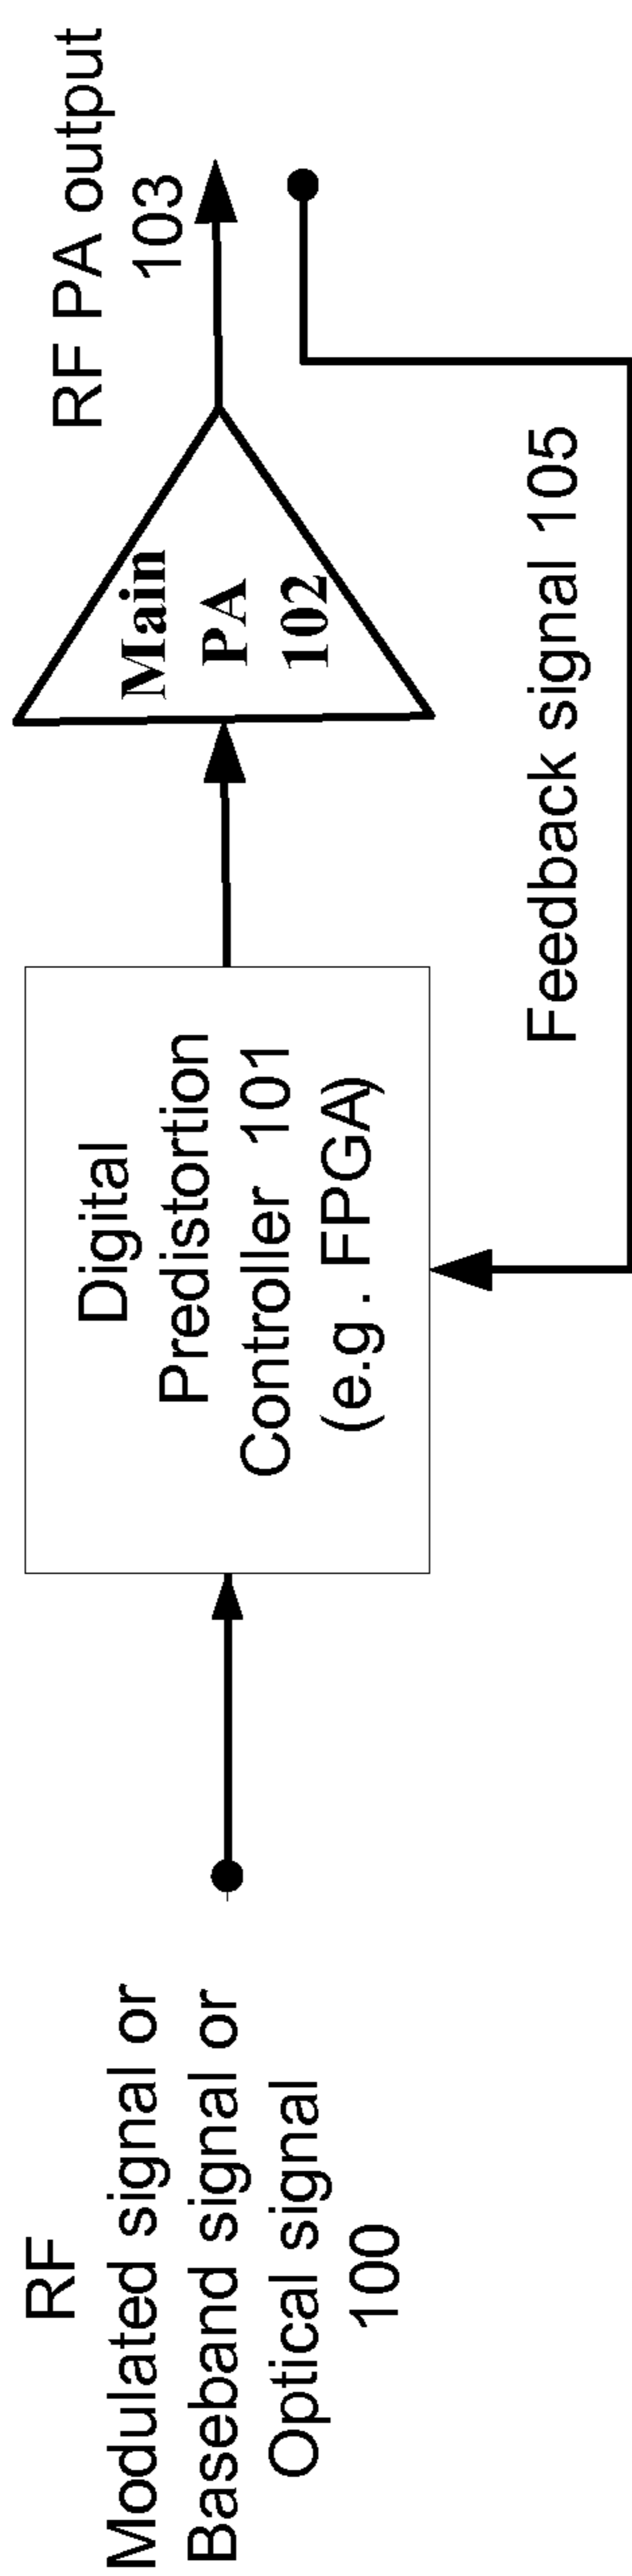 RF
Modulated signal or
Baseband signal or
Optical signal
100
Digital
Predistortion
Controller 101
(e.g. FPGA)
Main
PA
102
RF PA output
103
Feedback signal 105